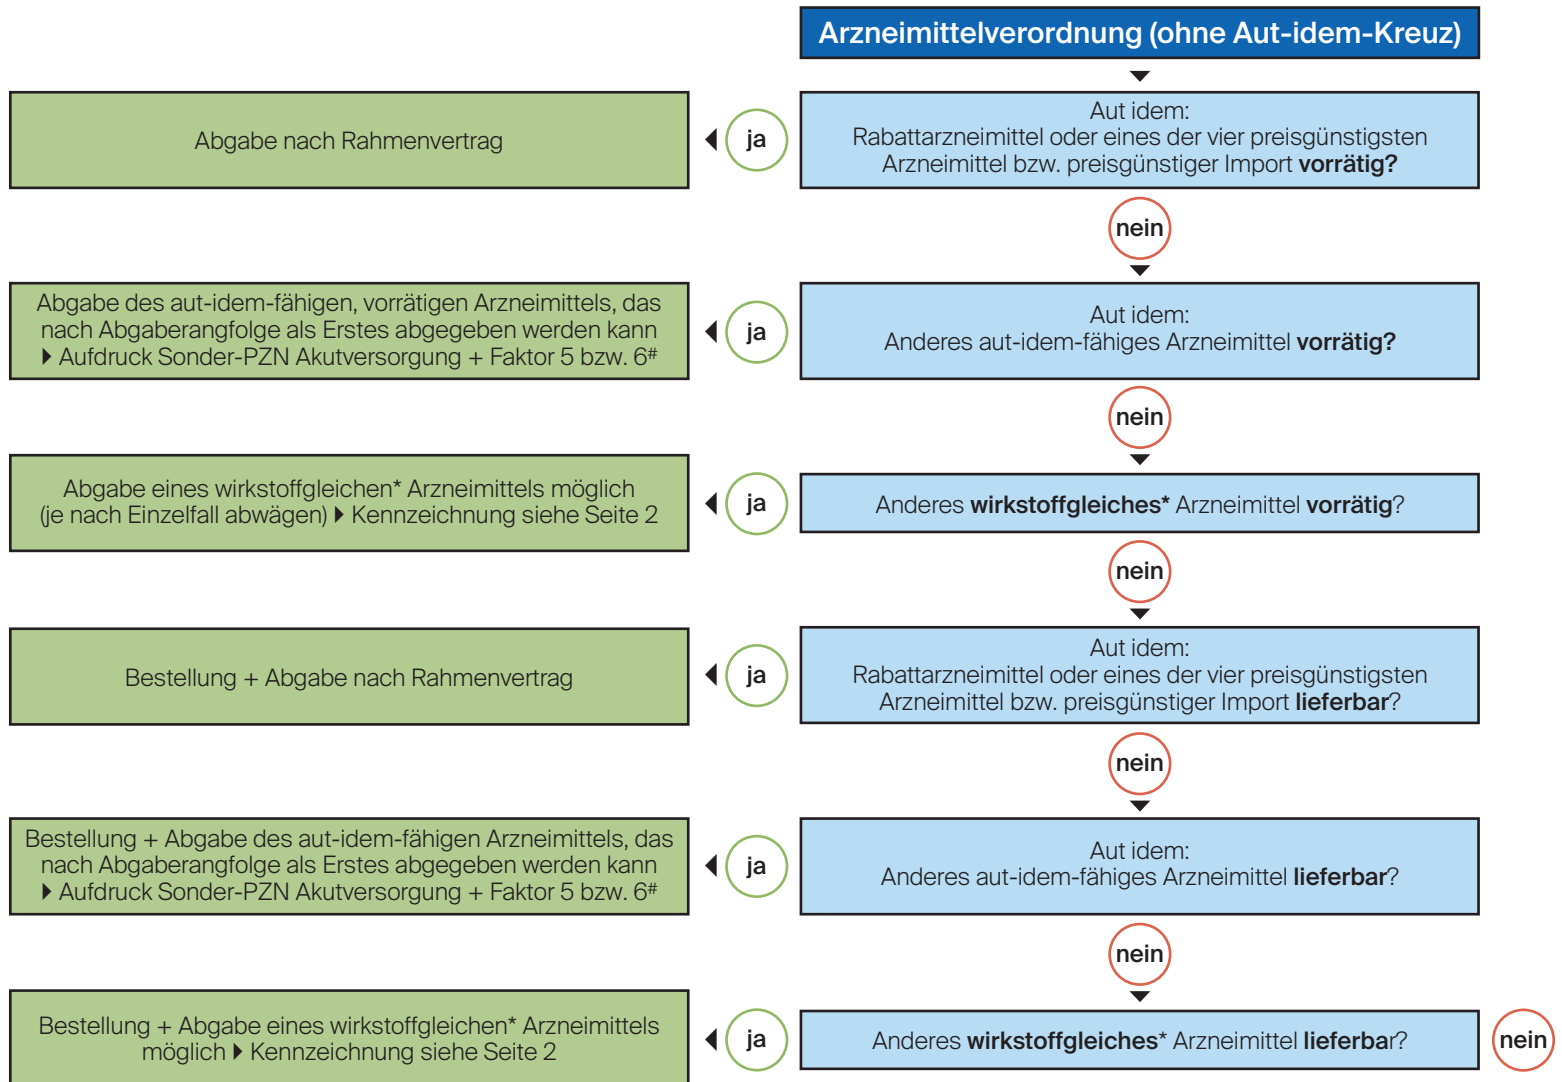 Arzneimittelverordnung (ohne Aut-idem-Kreuz)
Aut idem:
Rabattarzneimittel oder eines der vier preisgünstigsten
Arzneimittel bzw. preisgünstiger Import vorrätig?
ja
Abgabe nach Rahmenvertrag
nein
Aut idem:
Anderes aut-idem-fähiges Arzneimittel vorrätig?
ja
Abgabe des aut-idem-fähigen, vorrätigen Arzneimittels, das
nach Abgaberangfolge als Erstes abgegeben werden kann
▶ Aufdruck Sonder-PZN Akutversorgung + Faktor 5 bzw. 6#
nein
Anderes wirkstoffgleiches* Arzneimittel vorrätig?
ja
Abgabe eines wirkstoffgleichen* Arzneimittels möglich
(je nach Einzelfall abwägen) ▶ Kennzeichnung siehe Seite 2
nein
Aut idem:
Rabattarzneimittel oder eines der vier preisgünstigsten
Arzneimittel bzw. preisgünstiger Import lieferbar?
ja
Bestellung + Abgabe nach Rahmenvertrag
nein
Aut idem:
Anderes aut-idem-fähiges Arzneimittel lieferbar?
ja
Bestellung + Abgabe des aut-idem-fähigen Arzneimittels, das
nach Abgaberangfolge als Erstes abgegeben werden kann
▶ Aufdruck Sonder-PZN Akutversorgung + Faktor 5 bzw. 6#
nein
Anderes wirkstoffgleiches* Arzneimittel lieferbar?
ja
Bestellung + Abgabe eines wirkstoffgleichen* Arzneimittels
möglich ▶ Kennzeichnung siehe Seite 2
nein